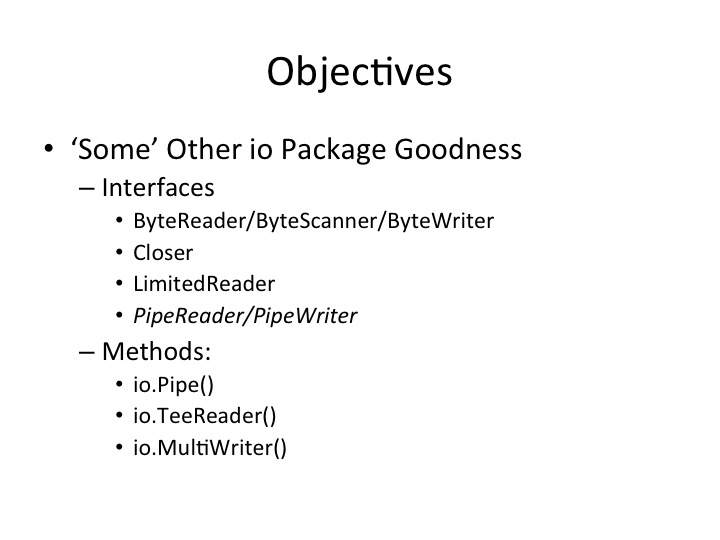 Objectives
• ‘Some’ Other io Package Goodness
– Interfaces
• ByteReader/ByteScanner/ByteWriter
• Closer
• LimitedReader
• PipeReader/PipeWriter
– Methods:
• io.Pipe()
• io.TeeReader()
• io.MultiWriter()